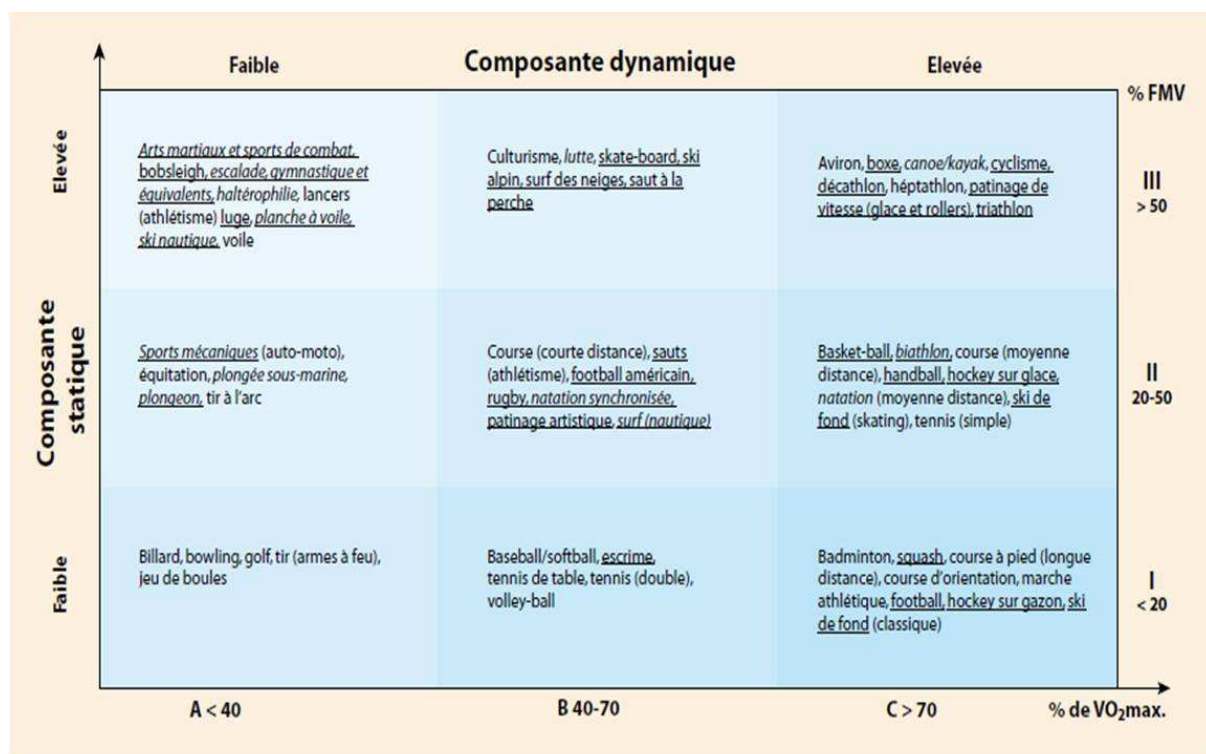 Faible
Composante dynamique
Elevée
% FMV
Elevée
Arts martiaux et sports de combat,
bobsleigh, escalade, gymnastique et
équivalents, haltérophilie, lancers
(athlétisme) luge, planche à voile,
ski nautique, voile
Culturisme, lutte, skate-board, ski
alpin, surf des neiges, saut à la
perche
Aviron, boxe, canoe/kayak, cyclisme,
décathlon, héptathlon, patinage de
vitesse (glace et rollers), triathlon
III
> 50
Composante
statique
Sports mécaniques (auto-moto),
équitation, plongée sous-marine,
plongeon, tir à l'arc
Course (courte distance), sauts
(athlétisme), football américain,
rugby, natation synchronisée,
patinage artistique, surf (nautique)
Basket-ball, biathlon, course (moyenne
distance), handball, hockey sur glace,
natation (moyenne distance), ski de
fond (skating), tennis (simple)
II
20-50
Faible
Billard, bowling, golf, tir (armes à feu),
jeu de boules
Baseball/softball, escrime,
tennis de table, tennis (double),
volley-ball
Badminton, squash, course à pied (longue
distance), course d'orientation, marche
athlétique, football, hockey sur gazon, ski
de fond (classique)
I
< 20
A < 40
B 40-70
C > 70
% de VO₂max.